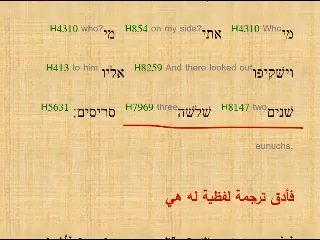 מי Who H4310 אתי on my side? H854 מי who? H4310
וישקיפו And there looked out H8259 אליו to him H413
שנים two H8147 שלשה three H7969 סריסים׃ H5631
eunuchs.
فأدق ترجمة لفظية له هي